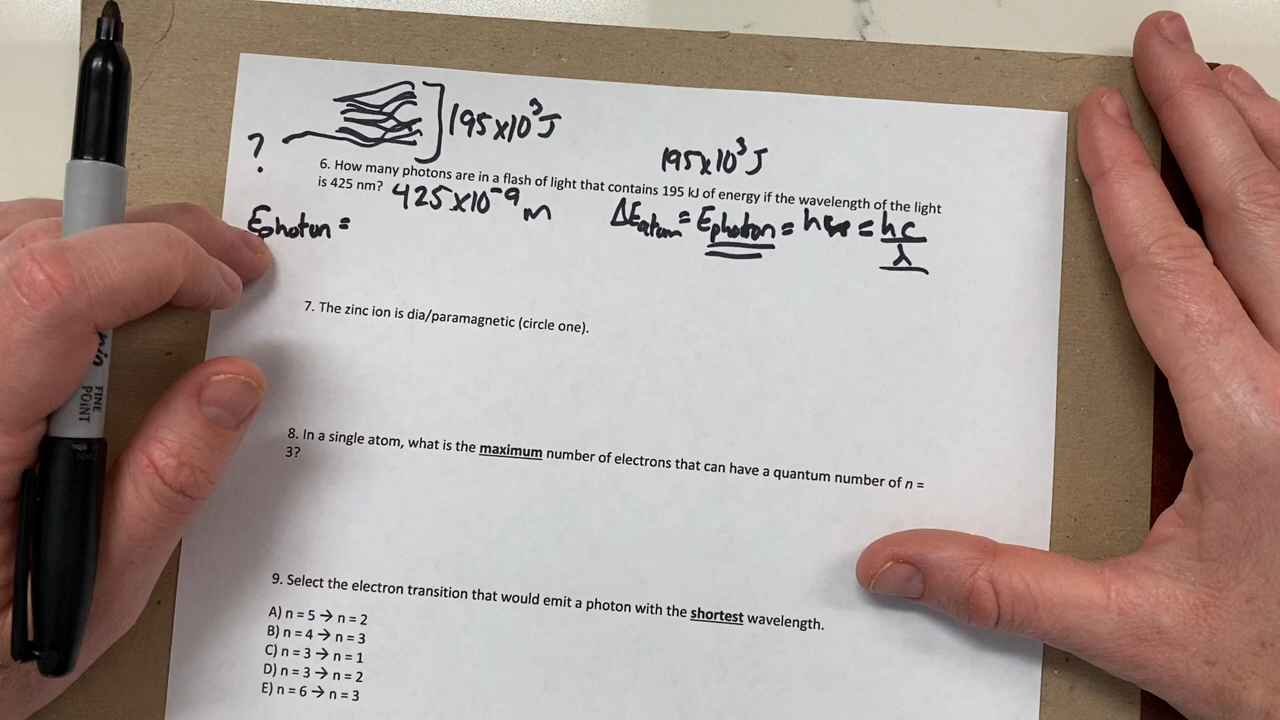 195x10³J
?
195x10³J
6. How many photons are in a flash of light that contains 195 kJ of energy if the wavelength of the light
is 425 nm? 425x10⁻⁹ m
Ephoton =
ΔEatom = Ephoton = hν = hc/λ
7. The zinc ion is dia/paramagnetic (circle one).
8. In a single atom, what is the maximum number of electrons that can have a quantum number of n =
3?
9. Select the electron transition that would emit a photon with the shortest wavelength.
A) n = 5 → n = 2
B) n = 4 → n = 3
C) n = 3 → n = 1
D) n = 3 → n = 2
E) n = 6 → n = 3
FINE
POINT